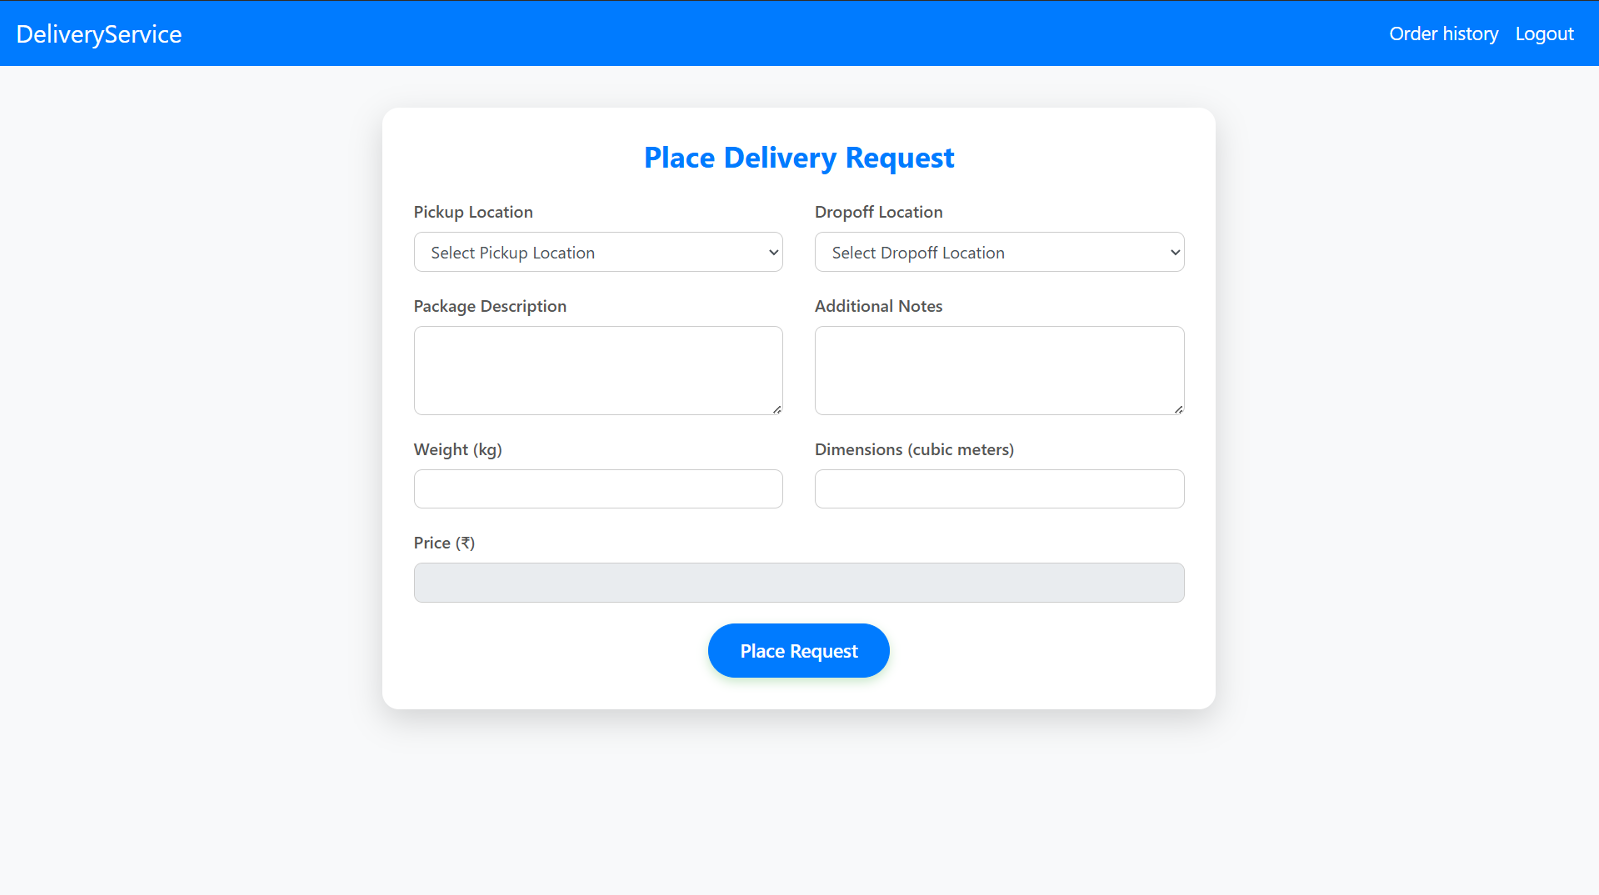 DeliveryService
Order history Logout
Place Delivery Request
Pickup Location Dropoff Location
Select Pickup Location Select Dropoff Location
Package Description Additional Notes
Weight (kg) Dimensions (cubic meters)
Price (₹)
Place Request